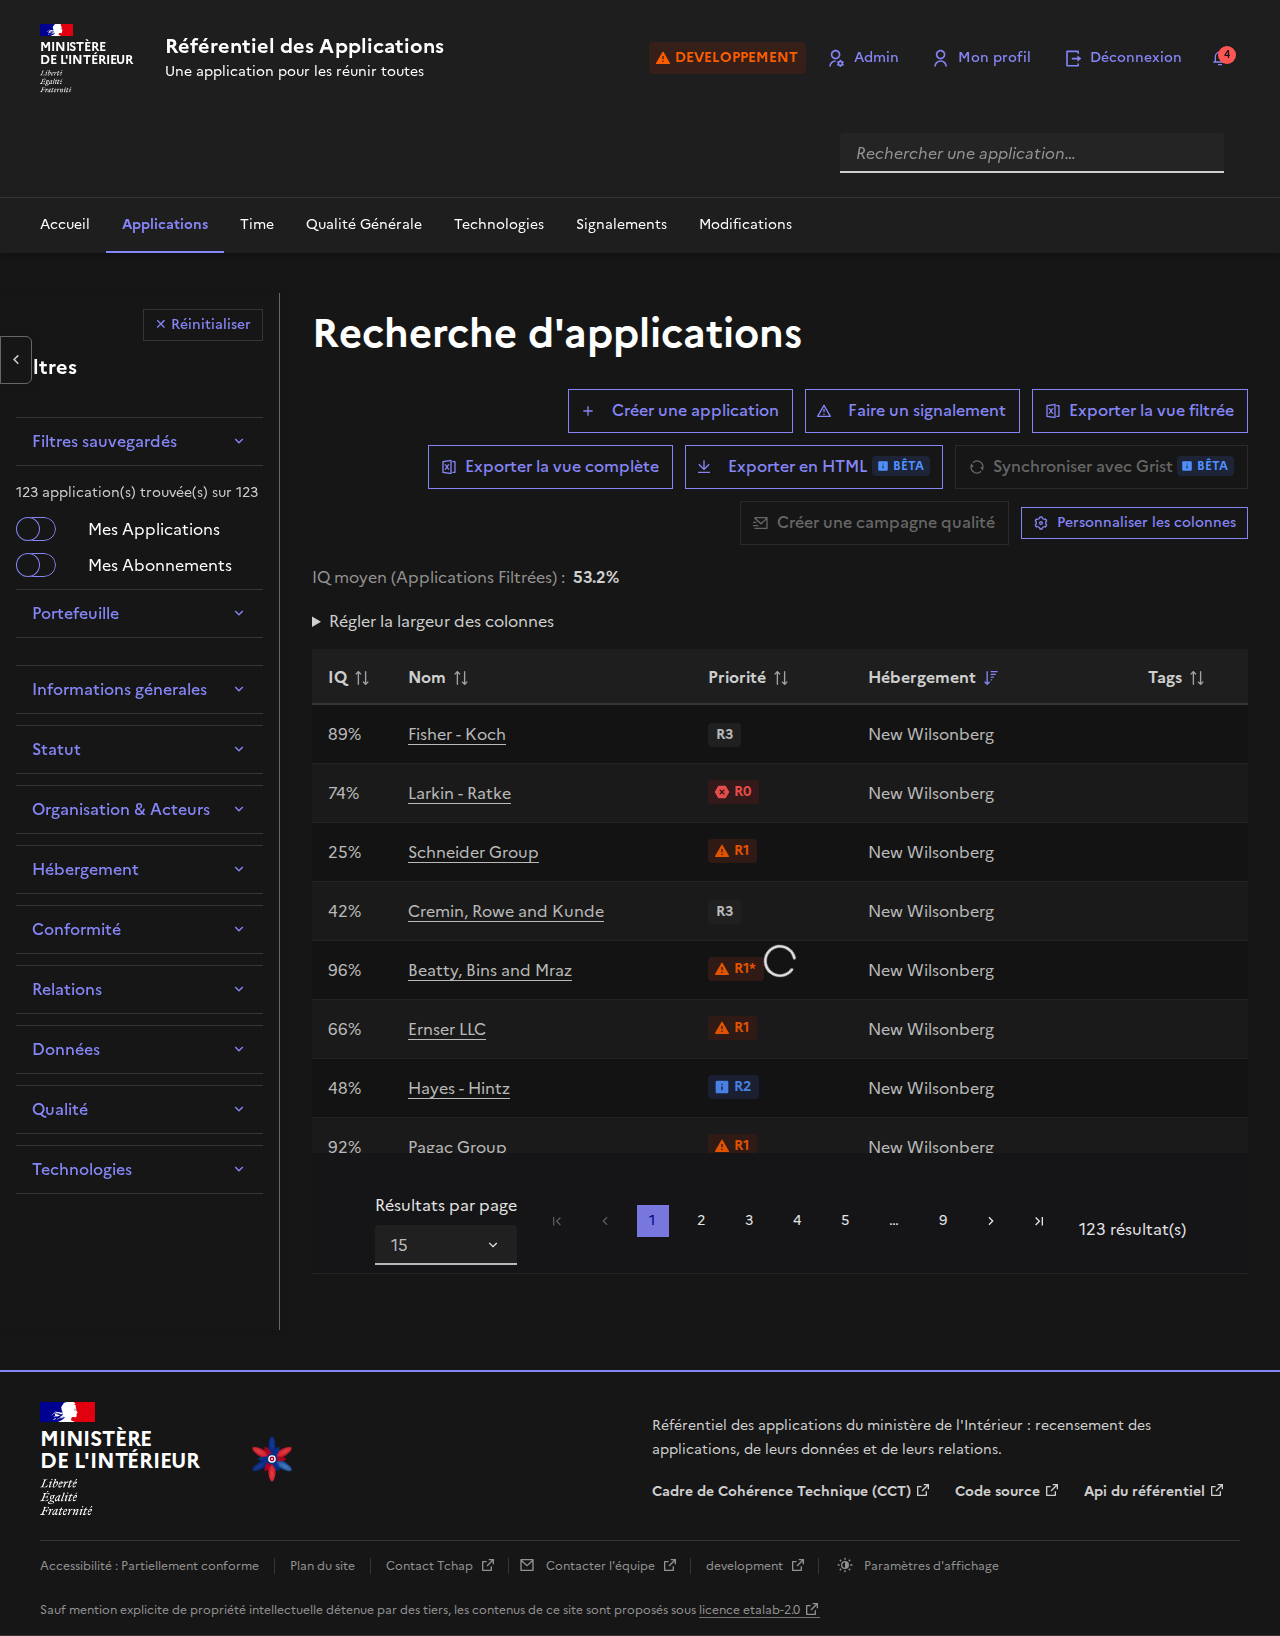 MINISTÈRE
DE L'INTÉRIEUR
Liberté
Égalité
Fraternité
Référentiel des Applications
Une application pour les réunir toutes
DEVELOPPEMENT
Admin
Mon profil
Déconnexion
4
Rechercher une application...
Accueil
Applications
Time
Qualité Générale
Technologies
Signalements
Modifications
Réinitialiser
ltres
Filtres sauvegardés
123 application(s) trouvée(s) sur 123
Mes Applications
Mes Abonnements
Portefeuille
Informations génerales
Statut
Organisation & Acteurs
Hébergement
Conformité
Relations
Données
Qualité
Technologies
Recherche d'applications
Créer une application
Faire un signalement
Exporter la vue filtrée
Exporter la vue complète
Exporter en HTML BÊTA
Synchroniser avec Grist BÊTA
Créer une campagne qualité
Personnaliser les colonnes
IQ moyen (Applications Filtrées) : 53.2%
Régler la largeur des colonnes
IQ Nom Priorité Hébergement Tags
89% Fisher - Koch R3 New Wilsonberg
74% Larkin - Ratke R0 New Wilsonberg
25% Schneider Group R1 New Wilsonberg
42% Cremin, Rowe and Kunde R3 New Wilsonberg
96% Beatty, Bins and Mraz R1* New Wilsonberg
66% Ernser LLC R1 New Wilsonberg
48% Hayes - Hintz R2 New Wilsonberg
92% Pagac Group R1 New Wilsonberg
Résultats par page
15
1 2 3 4 5 … 9
123 résultat(s)
MINISTÈRE
DE L'INTÉRIEUR
Liberté
Égalité
Fraternité
Référentiel des applications du ministère de l'Intérieur : recensement des
applications, de leurs données et de leurs relations.
Cadre de Cohérence Technique (CCT)
Code source
Api du référentiel
Accessibilité : Partiellement conforme
Plan du site
Contact Tchap
Contacter l'équipe
development
Paramètres d'affichage
Sauf mention explicite de propriété intellectuelle détenue par des tiers, les contenus de ce site sont proposés sous licence etalab-2.0